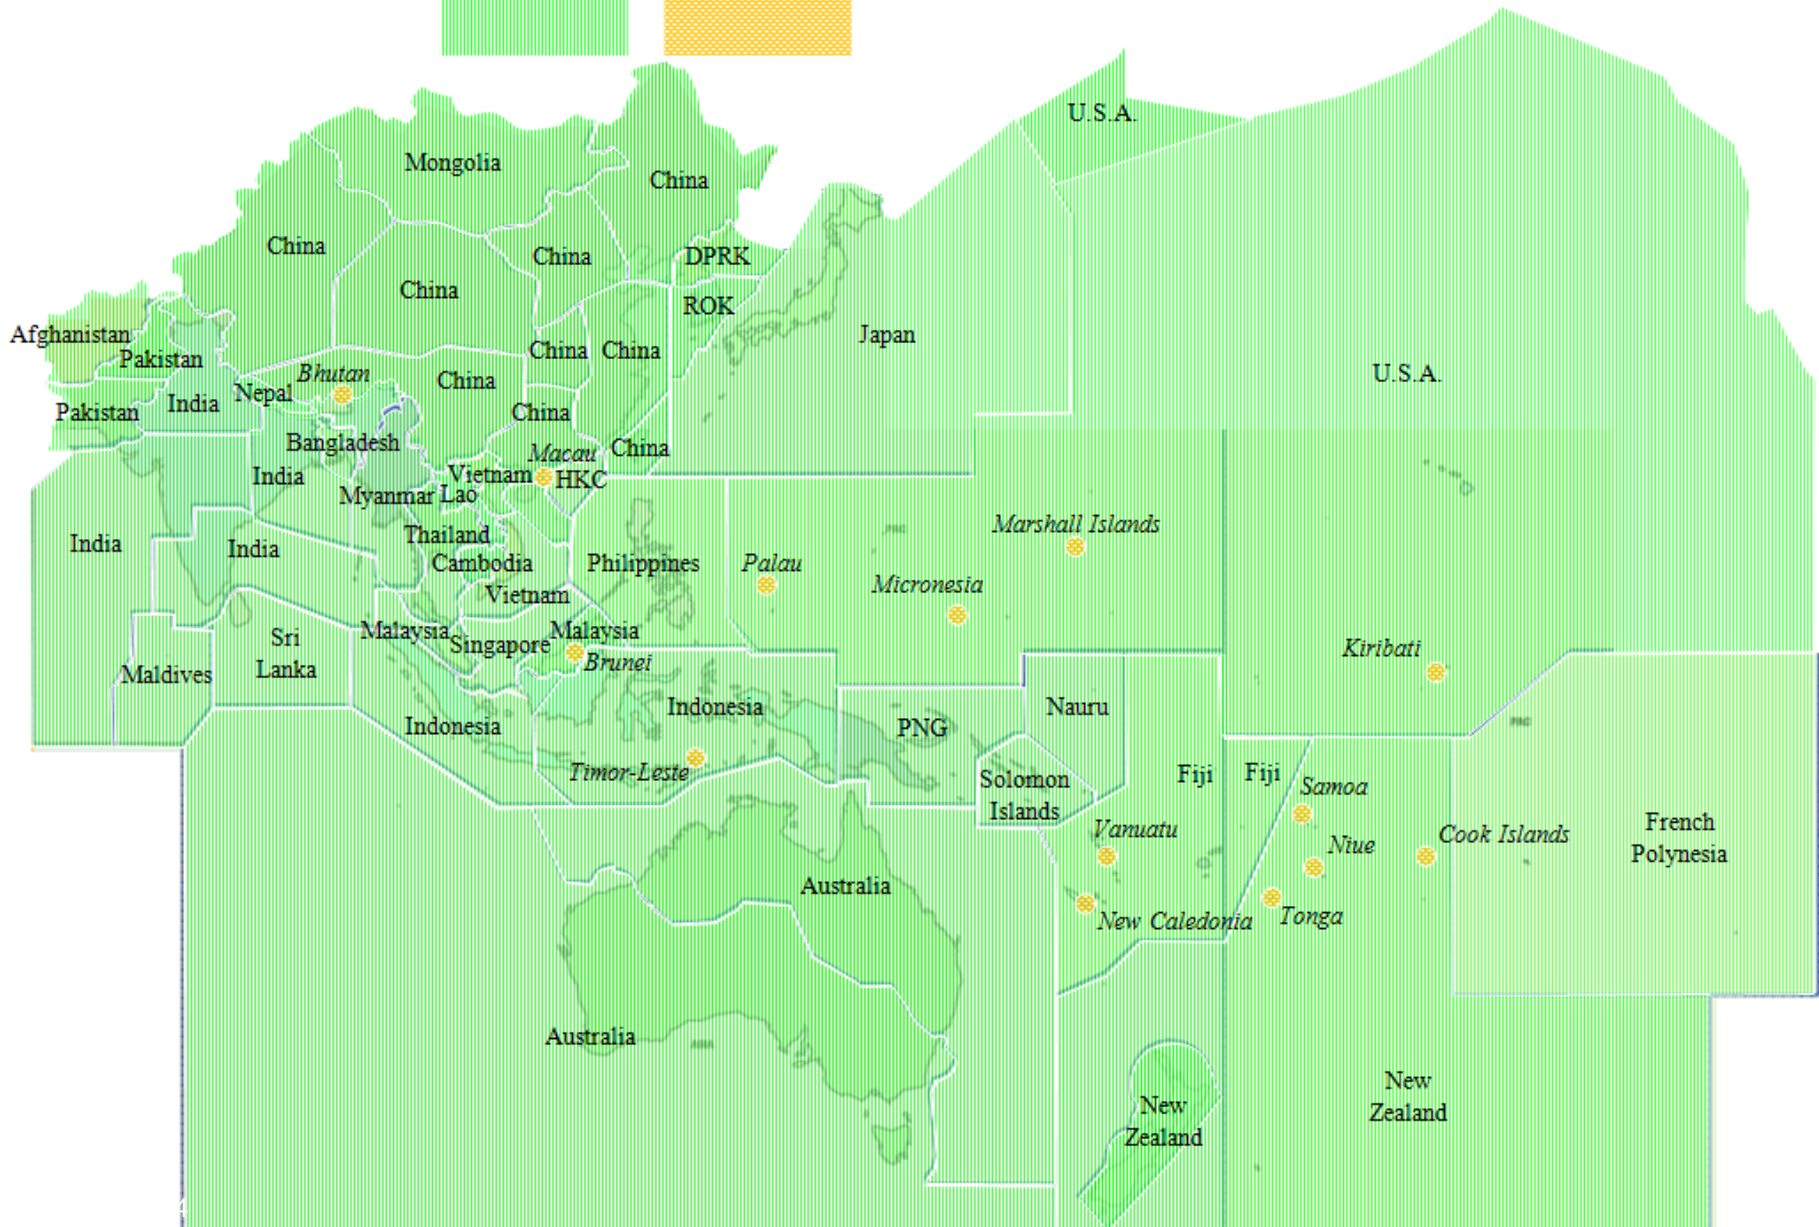 U.S.A.
Mongolia
China
China
China
DPRK
China
ROK
Afghanistan
Pakistan
China
China
Japan
U.S.A.
Bhutan
Nepal
China
India
Pakistan
China
Bangladesh
China
Macau
India
Vietnam
HKC
Myanmar
Lao
Marshall Islands
Thailand
India
India
Cambodia
Philippines
Palau
Micronesia
Vietnam
Malaysia
Singapore
Malaysia
Sri
Lanka
Brunei
Kiribati
Maldives
Indonesia
Indonesia
PNG
Nauru
Timor-Leste
Solomon
Islands
Fiji
Fiji
Samoa
Vanuatu
Niue
Cook Islands
French
Polynesia
Australia
New Caledonia
Tonga
Australia
New
Zealand
New
Zealand